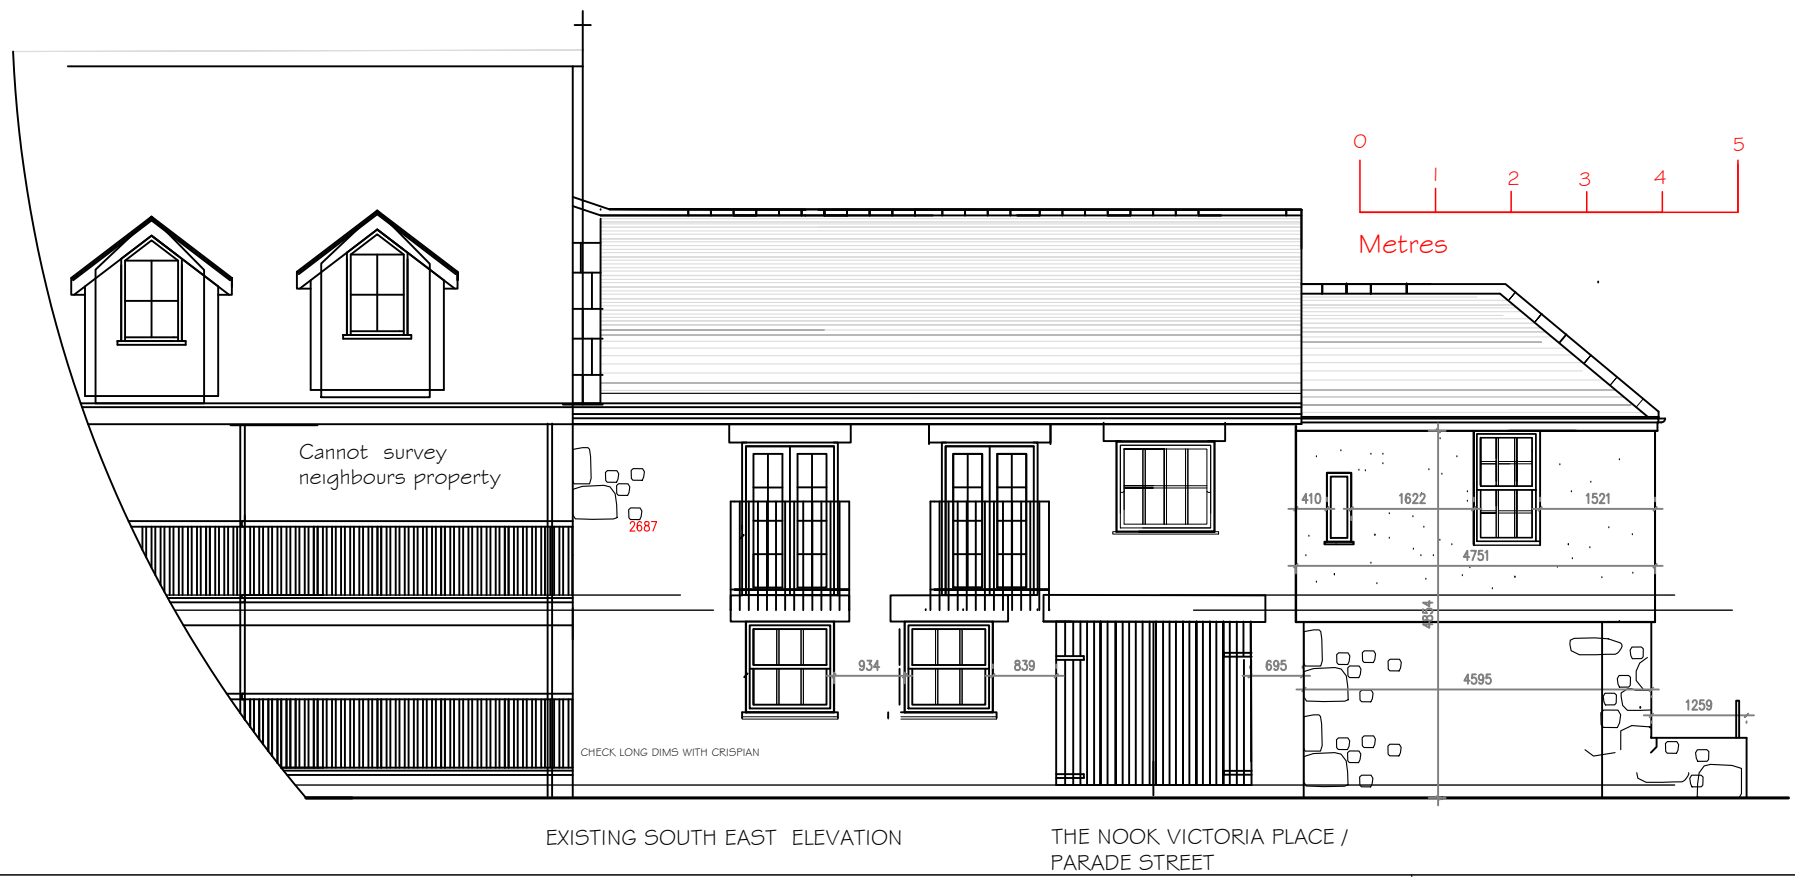 0 1 2 3 4 5
Metres
Cannot survey
neighbours property
2687
410 1622 1521
4751
4854
934 839 695 4595
1259
CHECK LONG DIMS WITH CRISPIAN
EXISTING SOUTH EAST ELEVATION
THE NOOK VICTORIA PLACE /
PARADE STREET